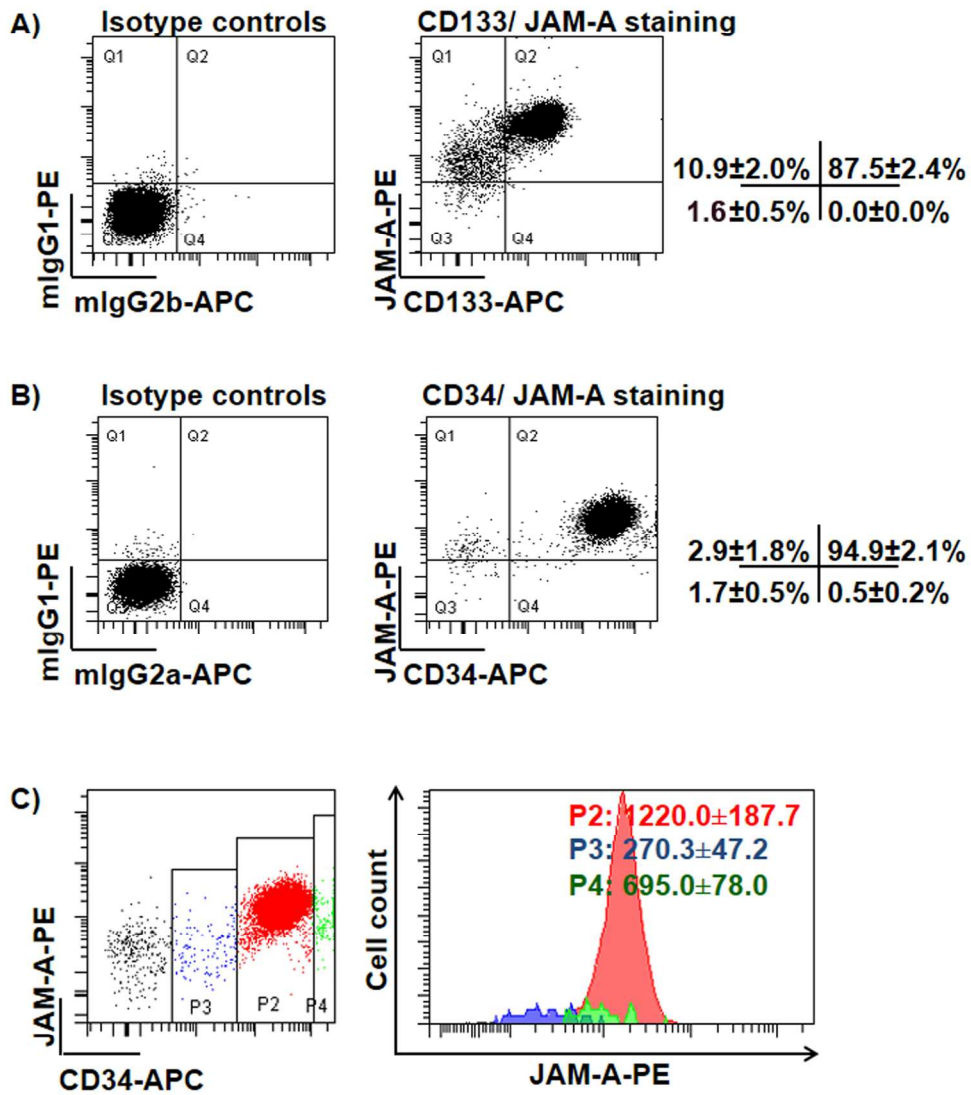 A)
Isotype controls
CD133/ JAM-A staining
Q1 Q2
Q1 Q2
Q4
Q3 Q4
mIgG1-PE
mIgG2b-APC
JAM-A-PE
CD133-APC
10.9±2.0% 87.5±2.4%
1.6±0.5% 0.0±0.0%
B)
Isotype controls
CD34/ JAM-A staining
Q1 Q2
Q1 Q2
Q4
Q3 Q4
mIgG1-PE
mIgG2a-APC
JAM-A-PE
CD34-APC
2.9±1.8% 94.9±2.1%
1.7±0.5% 0.5±0.2%
C)
JAM-A-PE
P3 P2 P4
CD34-APC
Cell count
P2: 1220.0±187.7
P3: 270.3±47.2
P4: 695.0±78.0
JAM-A-PE